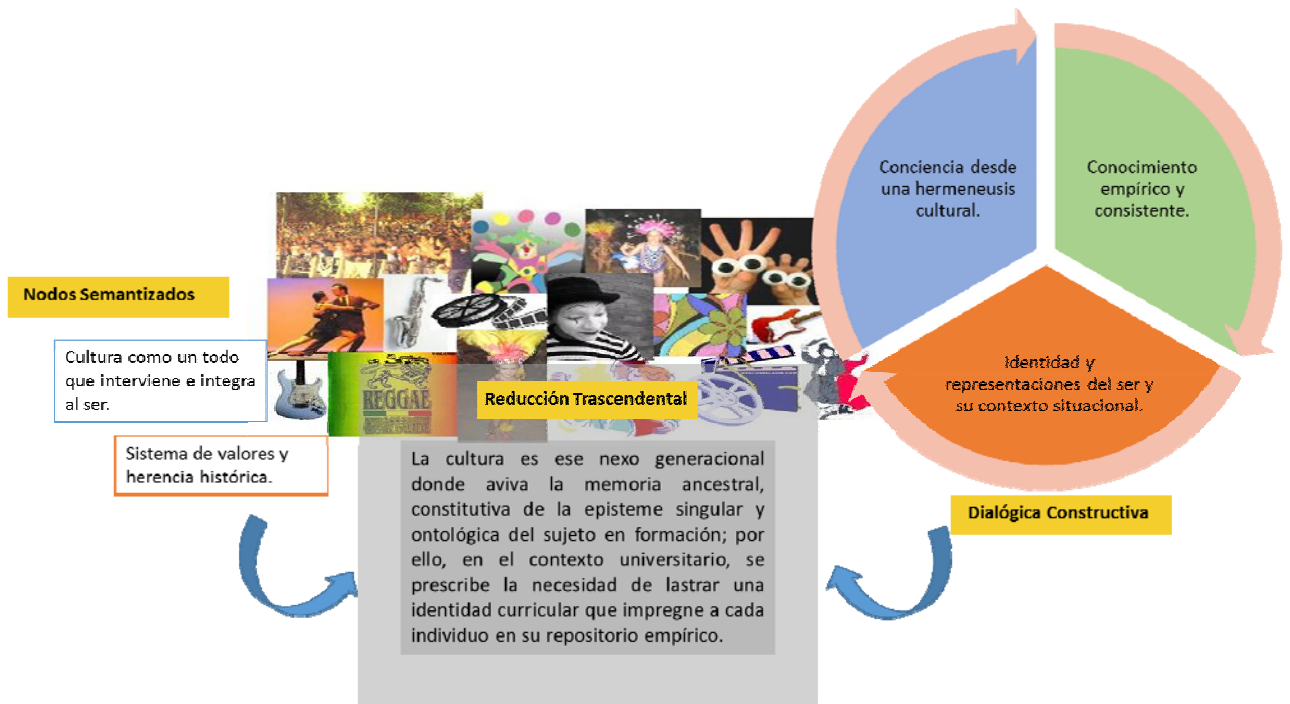 Conciencia desde
una hermeneusis
cultural.
Conocimiento
empírico y
consistente.
Identidad y
representaciones del ser y
su contexto situacional.
Nodos Semantizados
Cultura como un todo
que interviene e integra
al ser.
Sistema de valores y
herencia histórica.
REGGAE
Reducción Trascendental
La cultura es ese nexo generacional
donde aviva la memoria ancestral,
constitutiva de la episteme singular y
ontológica del sujeto en formación; por
ello, en el contexto universitario, se
prescribe la necesidad de lastrar una
identidad curricular que impregne a cada
individuo en su repositorio empírico.
Dialógica Constructiva